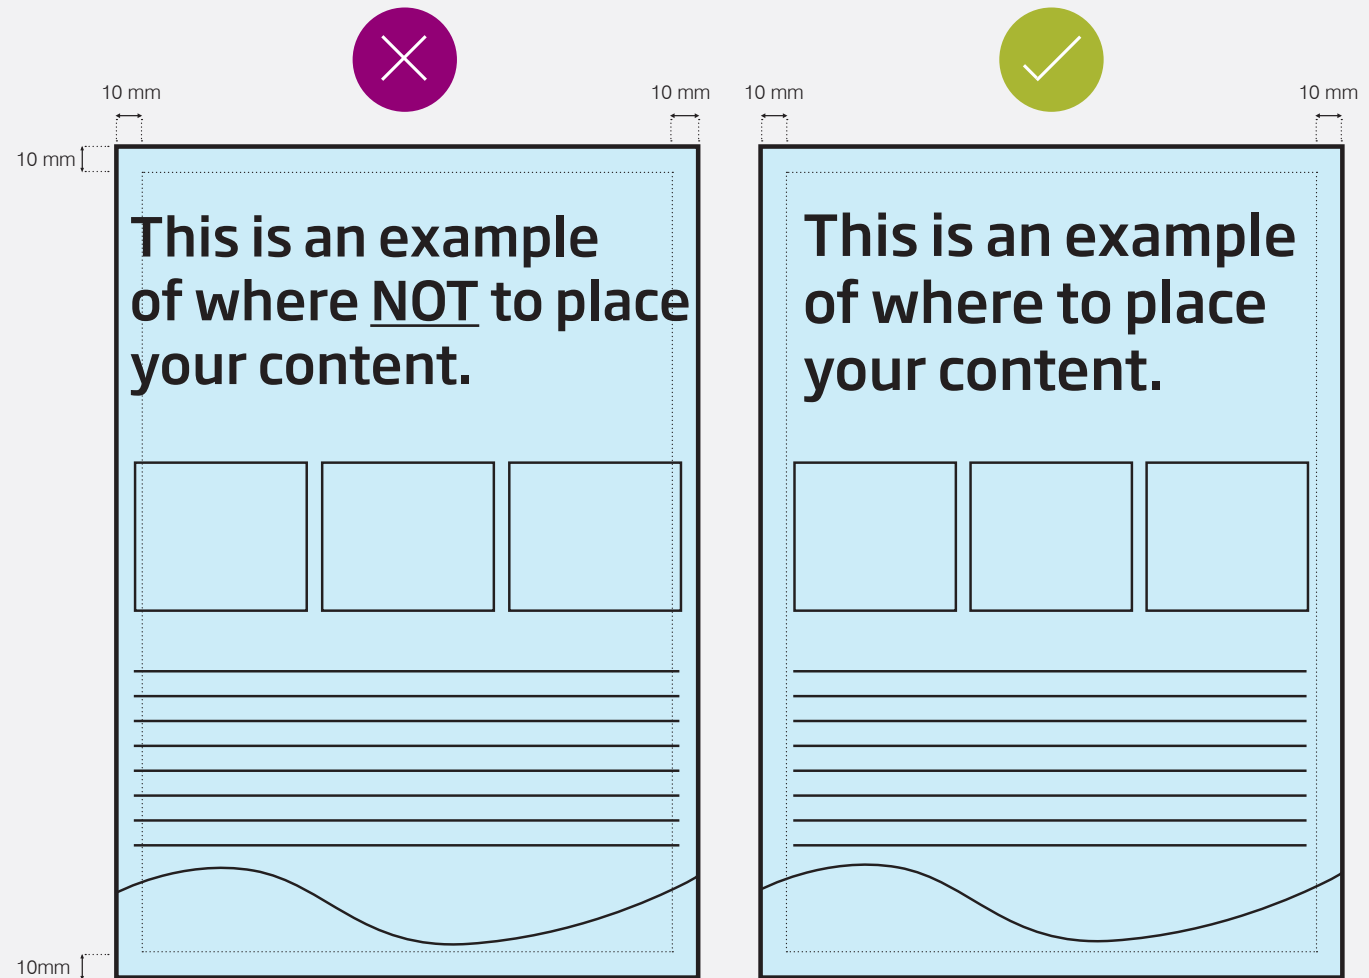 10 mm
10 mm
10 mm
10 mm
10 mm
This is an example
of where NOT to place
your content.
This is an example
of where to place
your content.
10mm